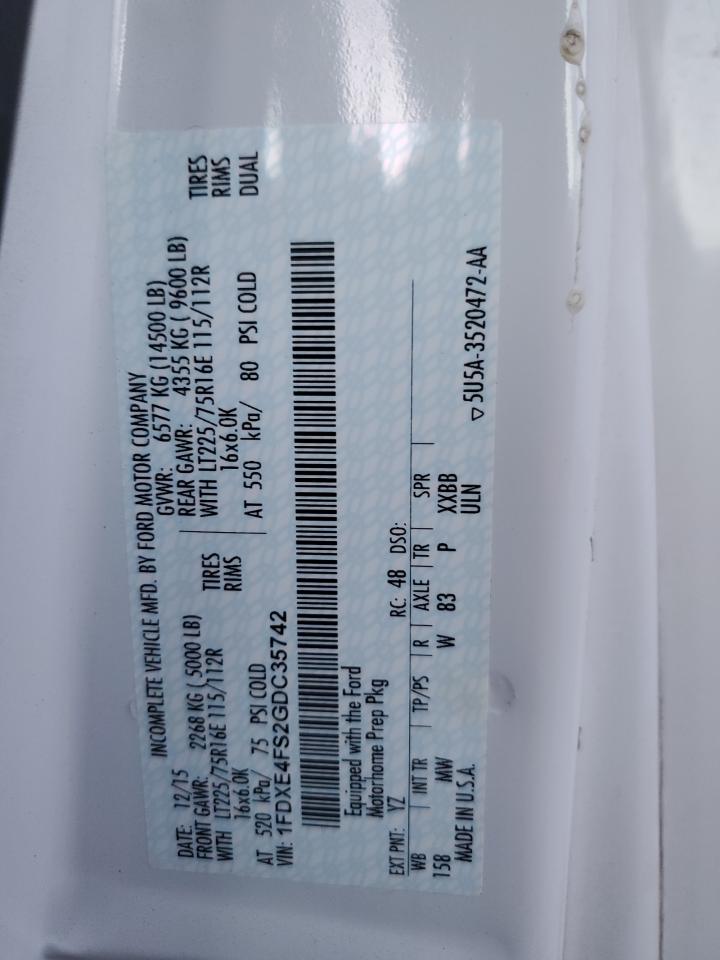 INCOMPLETE VEHICLE MFD. BY FORD MOTOR COMPANY
DATE: 12/15 GVWR: 6577 KG (14500 LB)
FRONT GAWR: 2268 KG ( 5000 LB) REAR GAWR: 4355 KG ( 9600 LB)
WITH LT225/75R16E 115/112R TIRES WITH LT225/75R16E 115/112R TIRES
16x6.0K RIMS 16x6.0K RIMS
AT 520 kPa/ 75 PSI COLD AT 550 kPa/ 80 PSI COLD DUAL
VIN: 1FDXE4FS2GDC35742
Equipped with the Ford
Motorhome Prep Pkg
EXT PNT: YZ RC: 48 DSO:
WB INT TR TP/PS R AXLE TR SPR
158 MW W 83 P XXBB
MADE IN U.S.A. ULN
▽5U5A-3520472-AA